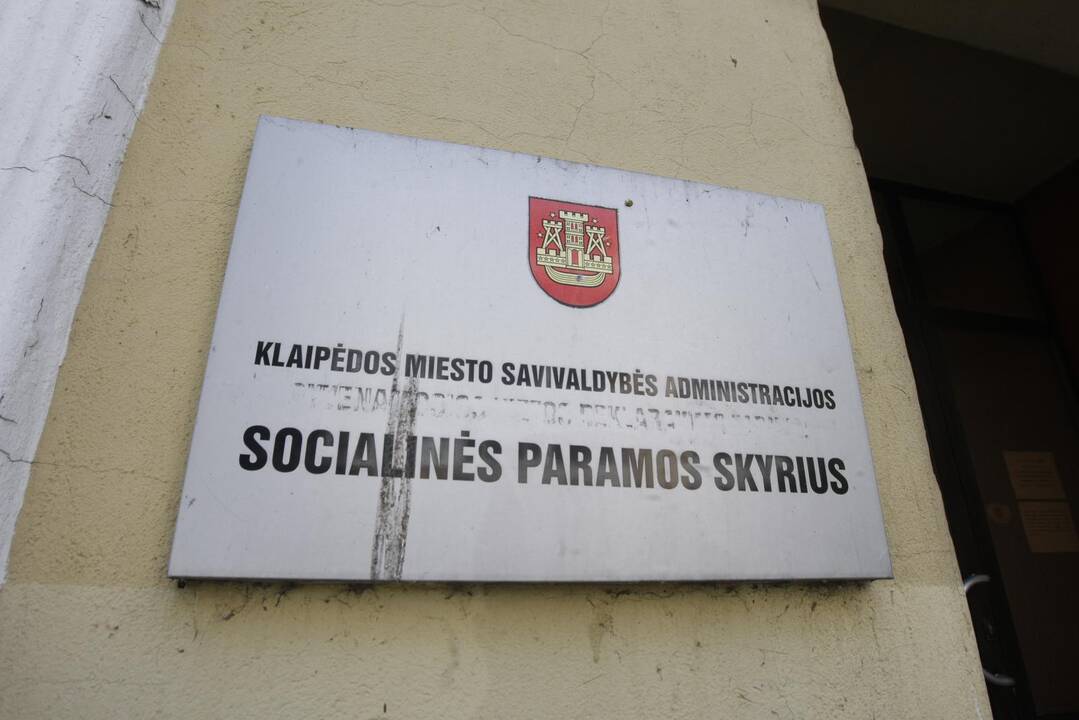 KLAIPĖDOS MIESTO SAVIVALDYBĖS ADMINISTRACIJOS
SOCIALINĖS PARAMOS SKYRIUS